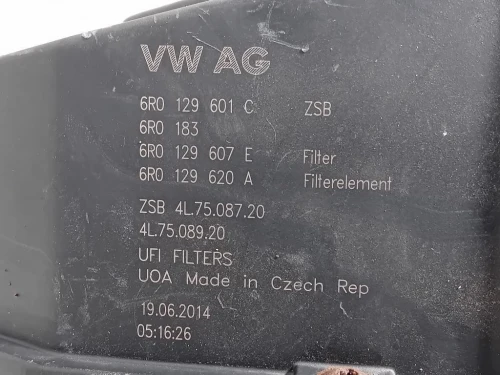 VW AG
6R0 129 601 C ZSB
6R0 183
6R0 129 607 E Filter
6R0 129 620 A Filterelement
ZSB 4L.75.087.20
4L.75.089.20
UFI FILTERS
UOA Made in Czech Rep
19.06.2014
05:16:26